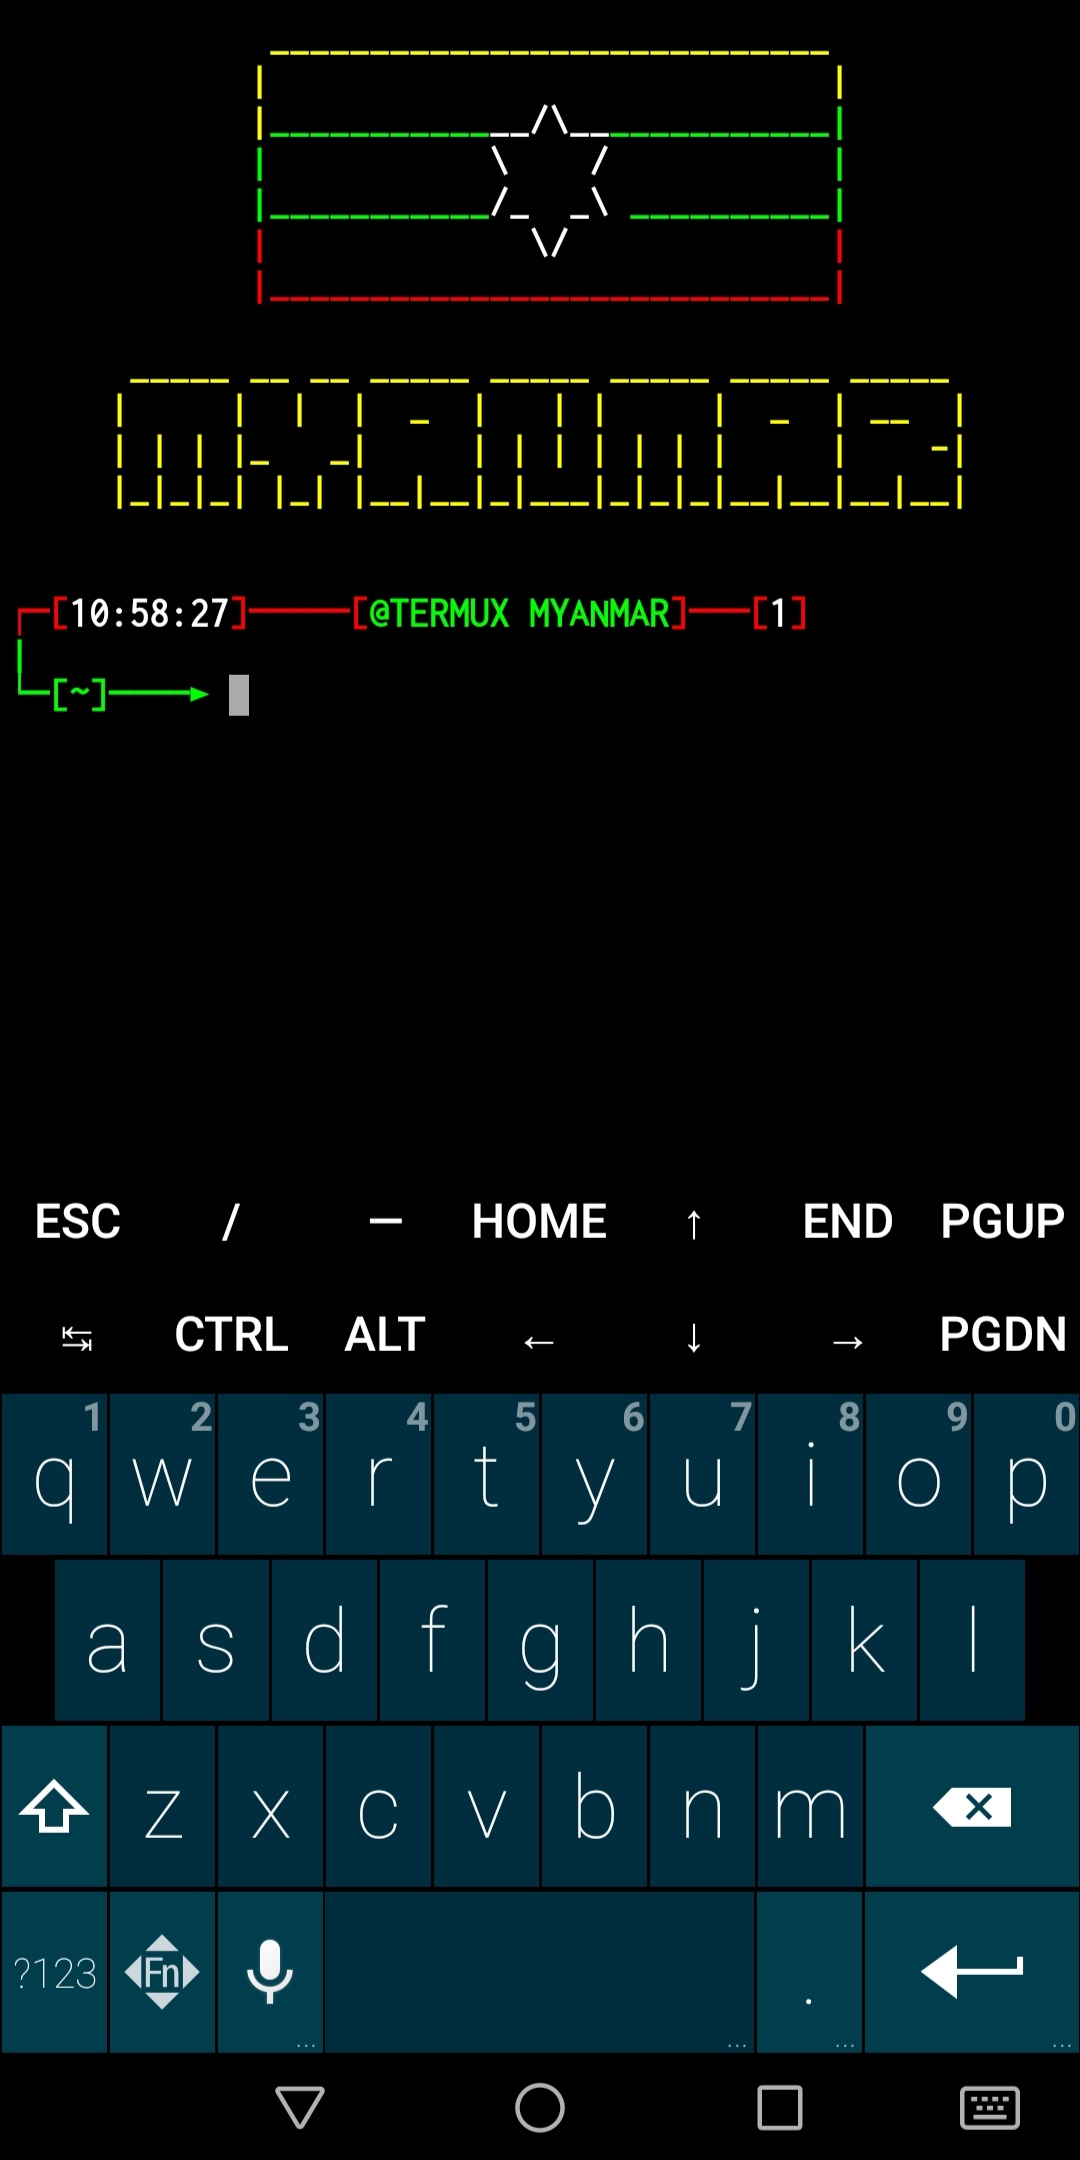 MYANMAR
[10:58:27] [@TERMUX MYANMAR] [1]
[~]
ESC / — HOME ↑ END PGUP
↹ CTRL ALT ← ↓ → PGDN
1 2 3 4 5 6 7 8 9 0
q w e r t y u i o p
a s d f g h j k l
z x c v b n m
?123 Fn .